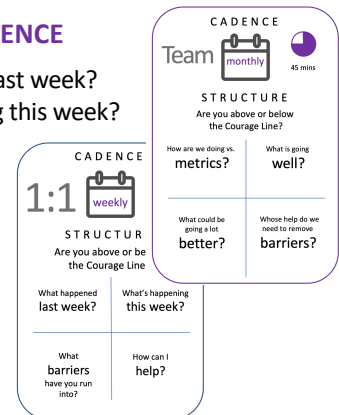 ENCE
ast week?
g this week?
CADENCE
Team
monthly
45 mins
STRUCTURE
Are you above or below
the Courage Line?
How are we doing vs.
metrics?
What is going
well?
What could be
going a lot
better?
Whose help do we
need to remove
barriers?
CADENCE
1:1
weekly
STRUCTUR
Are you above or be
the Courage Line
What happened
last week?
What's happening
this week?
What
barriers
have you run
into?
How can I
help?